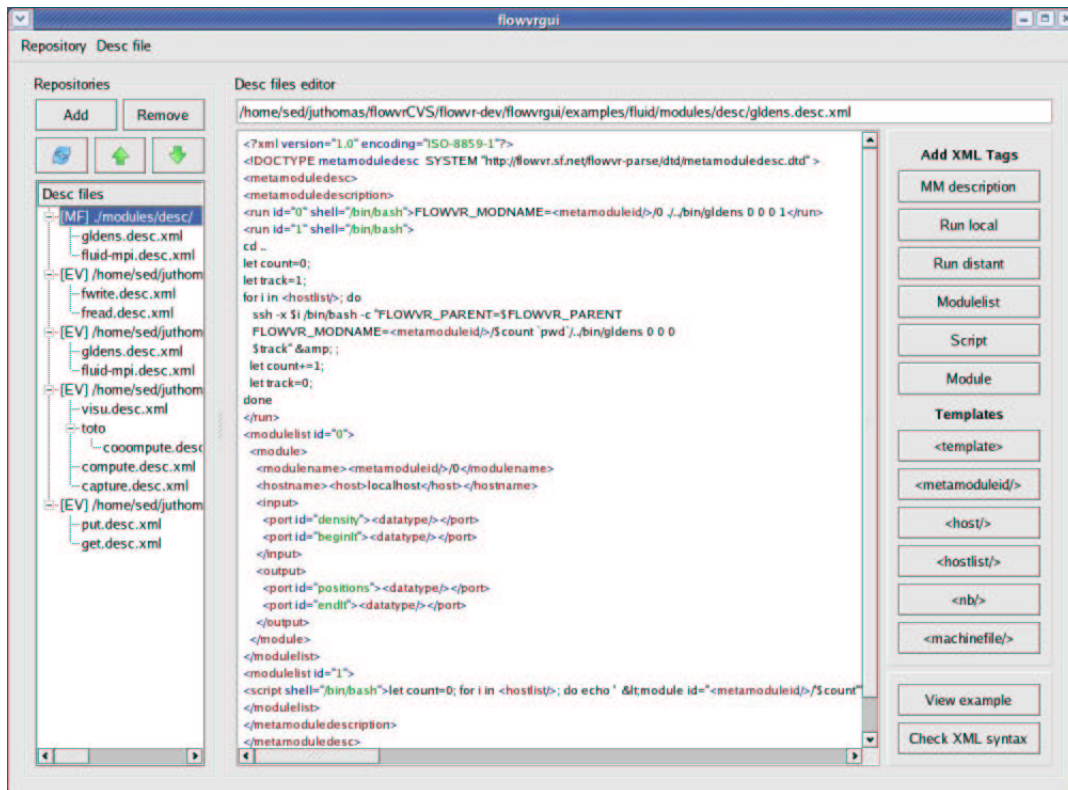 flowvrgui
Repository Desc file
Repositories
Add Remove
Desc files
[MF] ./modules/desc/
gldens.desc.xml
fluid-mpi.desc.xml
[EV] /home/sed/juthom
fwrite.desc.xml
fread.desc.xml
[EV] /home/sed/juthom
gldens.desc.xml
fluid-mpi.desc.xml
[EV] /home/sed/juthom
visu.desc.xml
toto
cooompute.desc
compute.desc.xml
capture.desc.xml
[EV] /home/sed/juthom
put.desc.xml
get.desc.xml
Desc files editor
/home/sed/juthomas/flowvrCVS/flowvr-dev/flowvrgui/examples/fluid/modules/desc/gldens.desc.xml
<?xml version="1.0" encoding="ISO-8859-1"?>
<!DOCTYPE metamoduledesc SYSTEM "http://flowvr.sf.net/flowvr-parse/dtd/metamoduledesc.dtd" >
<metamoduledesc>
<metamoduledescription>
<run id="0" shell="/bin/bash">FLOWVR_MODNAME=<metamoduleid/>/0 ./../bin/gldens 0 0 0 1</run>
<run id="1" shell="/bin/bash">
cd ..
let count=0;
let track=1;
for i in <hostlist/>; do
ssh -x $i /bin/bash -c "FLOWVR_PARENT=$FLOWVR_PARENT
FLOWVR_MODNAME=<metamoduleid/>/$count `pwd`/../bin/gldens 0 0 0
$track" &amp; ;
let count+=1;
let track=0;
done
</run>
<modulelist id="0">
<module>
<modulename><metamoduleid/>/0</modulename>
<hostname><host>localhost</host></hostname>
<input>
<port id="density"><datatype/></port>
<port id="beginIt"><datatype/></port>
</input>
<output>
<port id="positions"><datatype/></port>
<port id="endIt"><datatype/></port>
</output>
</module>
</modulelist>
<modulelist id="1">
<script shell="/bin/bash">let count=0; for i in <hostlist/>; do echo ' &lt;module id="<metamoduleid/>/'$count'"
</modulelist>
</metamoduledescription>
</metamoduledesc>
Add XML Tags
MM description
Run local
Run distant
Modulelist
Script
Module
Templates
<template>
<metamoduleid/>
<host/>
<hostlist/>
<nb/>
<machinefile/>
View example
Check XML syntax